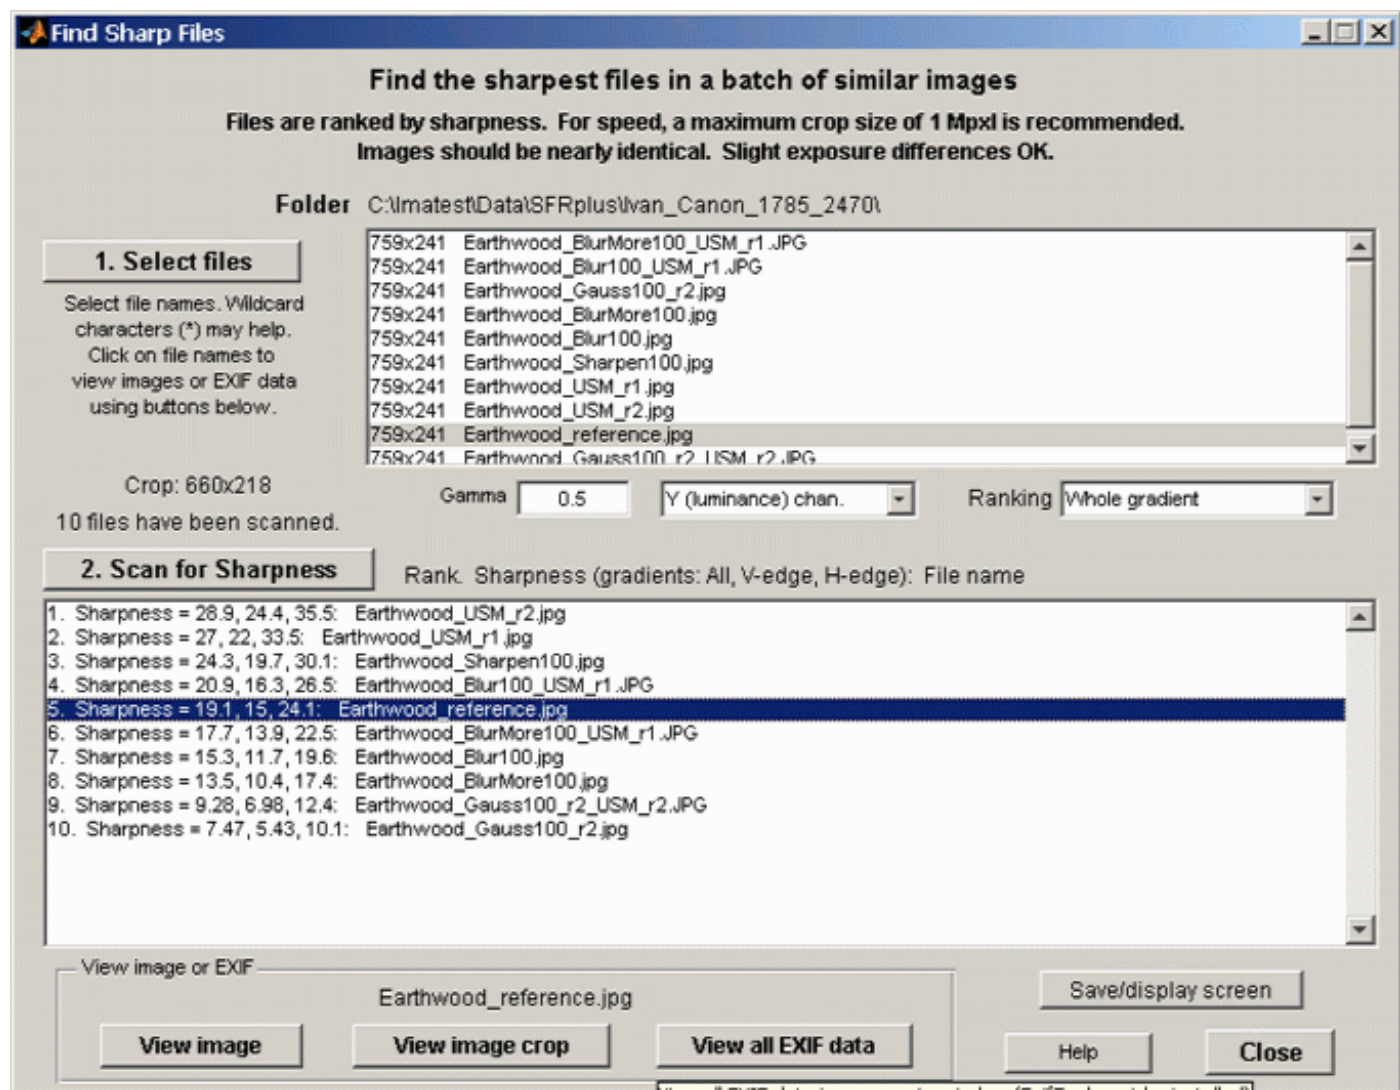 Find Sharp Files
Find the sharpest files in a batch of similar images
Files are ranked by sharpness. For speed, a maximum crop size of 1 Mpxl is recommended.
Images should be nearly identical. Slight exposure differences OK.
Folder C:\Imatest\Data\SFRplus\Ivan_Canon_1785_2470\
1. Select files
Select file names. Wildcard
characters (*) may help.
Click on file names to
view images or EXIF data
using buttons below.
759x241 Earthwood_BlurMore100_USM_r1.JPG
759x241 Earthwood_Blur100_USM_r1.JPG
759x241 Earthwood_Gauss100_r2.jpg
759x241 Earthwood_BlurMore100.jpg
759x241 Earthwood_Blur100.jpg
759x241 Earthwood_Sharpen100.jpg
759x241 Earthwood_USM_r1.jpg
759x241 Earthwood_USM_r2.jpg
759x241 Earthwood_reference.jpg
759x241 Earthwood_Gauss100_r2_USM_r2.JPG
Crop: 660x218
10 files have been scanned.
Gamma 0.5 Y (luminance) chan. Ranking Whole gradient
2. Scan for Sharpness Rank. Sharpness (gradients: All, V-edge, H-edge): File name
1. Sharpness = 28.9, 24.4, 35.5: Earthwood_USM_r2.jpg
2. Sharpness = 27, 22, 33.5: Earthwood_USM_r1.jpg
3. Sharpness = 24.3, 19.7, 30.1: Earthwood_Sharpen100.jpg
4. Sharpness = 20.9, 16.3, 26.5: Earthwood_Blur100_USM_r1.JPG
5. Sharpness = 19.1, 15, 24.1: Earthwood_reference.jpg
6. Sharpness = 17.7, 13.9, 22.5: Earthwood_BlurMore100_USM_r1.JPG
7. Sharpness = 15.3, 11.7, 19.6: Earthwood_Blur100.jpg
8. Sharpness = 13.5, 10.4, 17.4: Earthwood_BlurMore100.jpg
9. Sharpness = 9.28, 6.98, 12.4: Earthwood_Gauss100_r2_USM_r2.JPG
10. Sharpness = 7.47, 5.43, 10.1: Earthwood_Gauss100_r2.jpg
View image or EXIF
Earthwood_reference.jpg
View image View image crop View all EXIF data
Save/display screen
Help Close